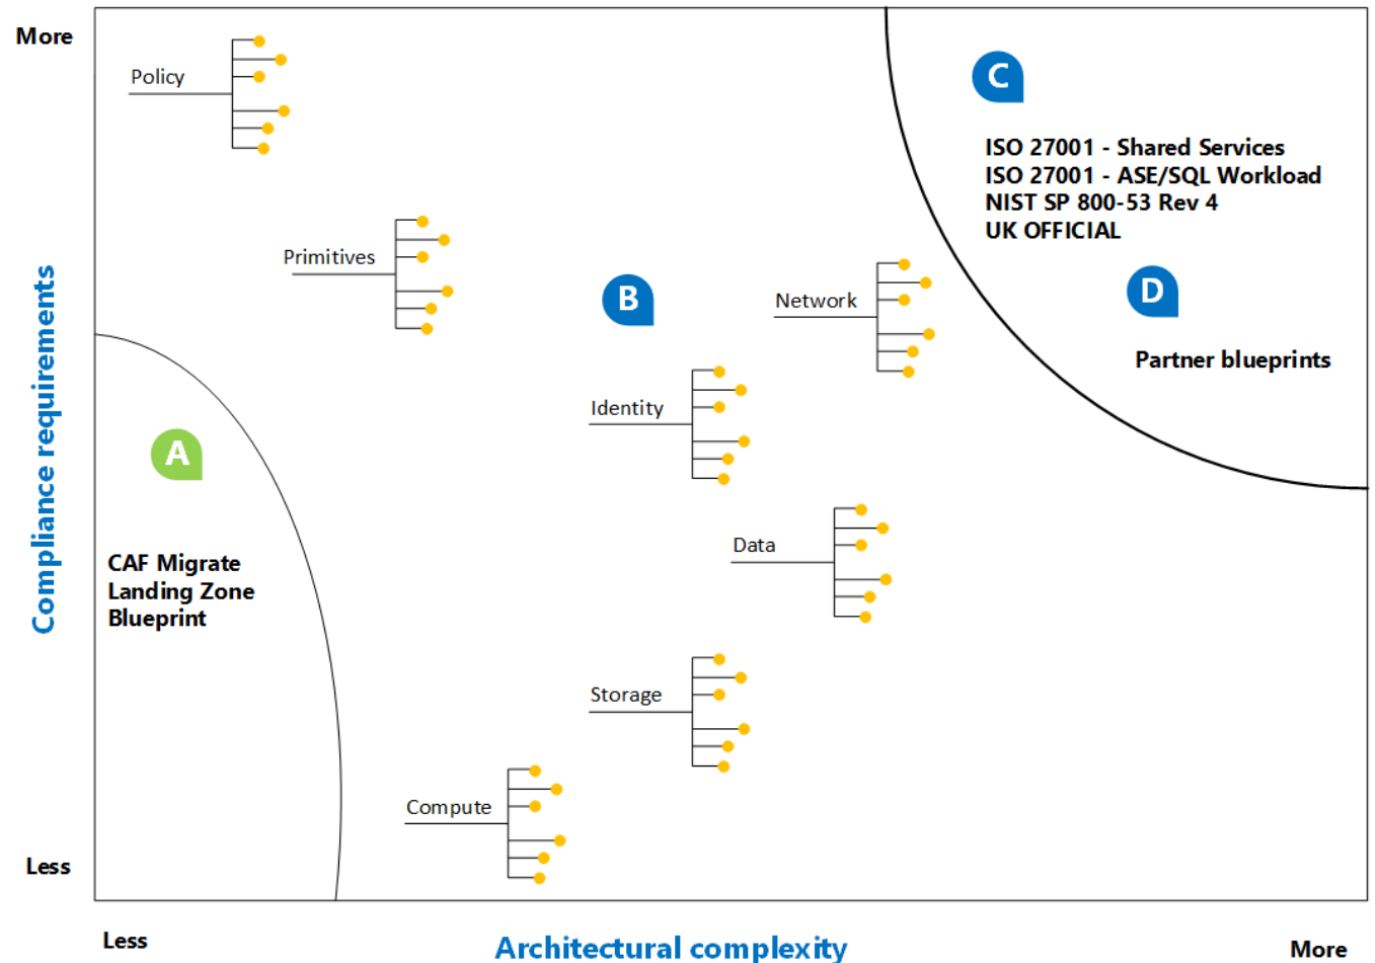 More
Policy
C
ISO 27001 - Shared Services
ISO 27001 - ASE/SQL Workload
NIST SP 800-53 Rev 4
UK OFFICIAL
Primitives
B
Network
D
Partner blueprints
Compliance requirements
Identity
A
CAF Migrate
Landing Zone
Blueprint
Data
Storage
Compute
Less
Less
Architectural complexity
More